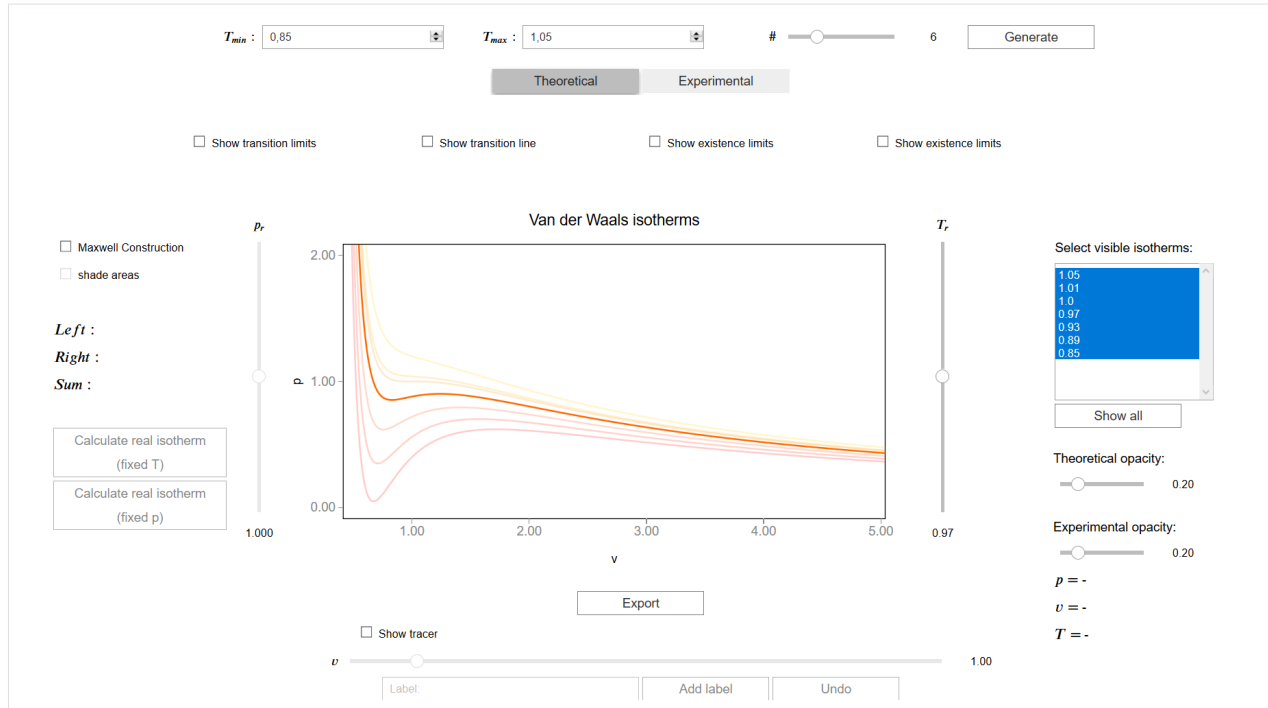 T_min : 0,85 T_max : 1,05 # 6 Generate
Theoretical Experimental
Show transition limits Show transition line Show existence limits Show existence limits
Maxwell Construction
shade areas
Left :
Right :
Sum :
Calculate real isotherm
(fixed T)
Calculate real isotherm
(fixed p)
p_r
1.000
Van der Waals isotherms
p
2.00
1.00
0.00
1.00 2.00 3.00 4.00 5.00
v
T_r
0.97
Select visible isotherms:
1.05
1.01
1.0
0.97
0.93
0.89
0.85
Show all
Theoretical opacity:
0.20
Experimental opacity:
0.20
p = -
v = -
T = -
Export
Show tracer
v 1.00
Label: Add label Undo